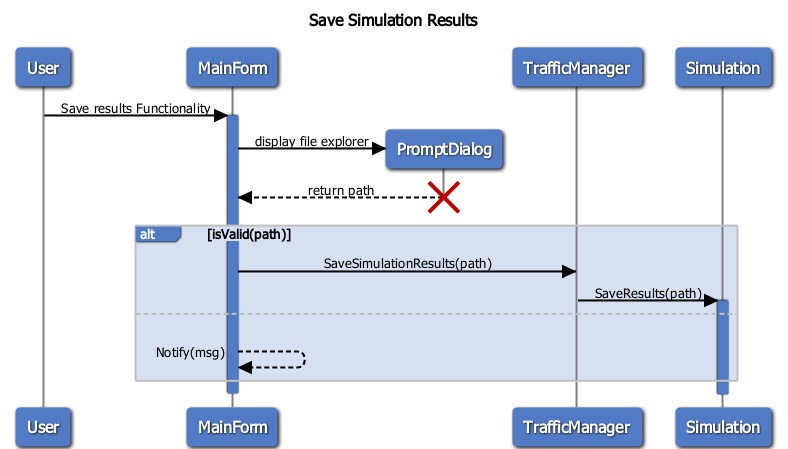 Save Simulation Results
User
MainForm
TrafficManager
Simulation
Save results Functionality
display file explorer
PromptDialog
return path
alt
[isValid(path)]
SaveSimulationResults(path)
SaveResults(path)
Notify(msg)
User
MainForm
TrafficManager
Simulation